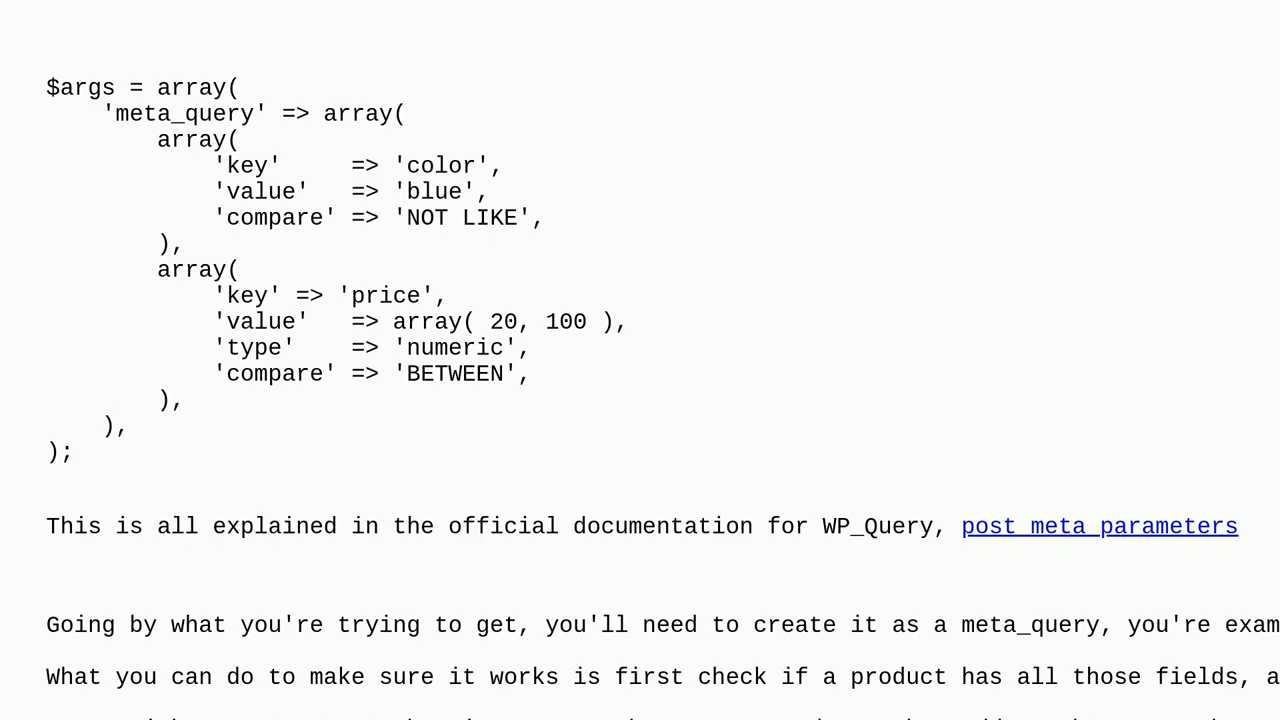 $args = array(
    'meta_query' => array(
        array(
            'key'     => 'color',
            'value'   => 'blue',
            'compare' => 'NOT LIKE',
        ),
        array(
            'key' => 'price',
            'value'   => array( 20, 100 ),
            'type'    => 'numeric',
            'compare' => 'BETWEEN',
        ),
    ),
);
This is all explained in the official documentation for WP_Query, post meta parameters
Going by what you're trying to get, you'll need to create it as a meta_query, you're
What you can do to make sure it works is first check if a product has all those fields,